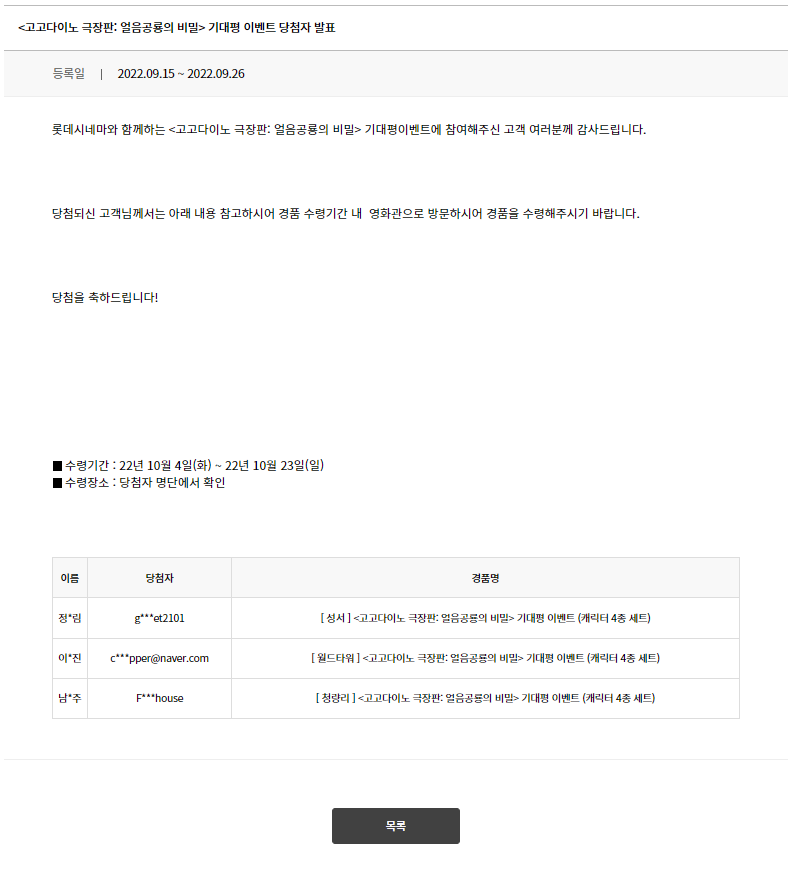 <고고다이노 극장판: 얼음공룡의 비밀> 기대평 이벤트 당첨자 발표
등록일 | 2022.09.15 ~ 2022.09.26
롯데시네마와 함께하는 <고고다이노 극장판: 얼음공룡의 비밀> 기대평이벤트에 참여해주신 고객 여러분께 감사드립니다.
당첨되신 고객님께서는 아래 내용 참고하시어 경품 수령기간 내 영화관으로 방문하시어 경품을 수령해주시기 바랍니다.
당첨을 축하드립니다!
■ 수령기간 : 22년 10월 4일(화) ~ 22년 10월 23일(일)
■ 수령장소 : 당첨자 명단에서 확인
이름 당첨자 경품명
정*림 g***et2101 [ 성서 ] <고고다이노 극장판: 얼음공룡의 비밀> 기대평 이벤트 (캐릭터 4종 세트)
이*진 c***pper@naver.com [ 월드타워 ] <고고다이노 극장판: 얼음공룡의 비밀> 기대평 이벤트 (캐릭터 4종 세트)
남*주 F***house [ 청량리 ] <고고다이노 극장판: 얼음공룡의 비밀> 기대평 이벤트 (캐릭터 4종 세트)
목록